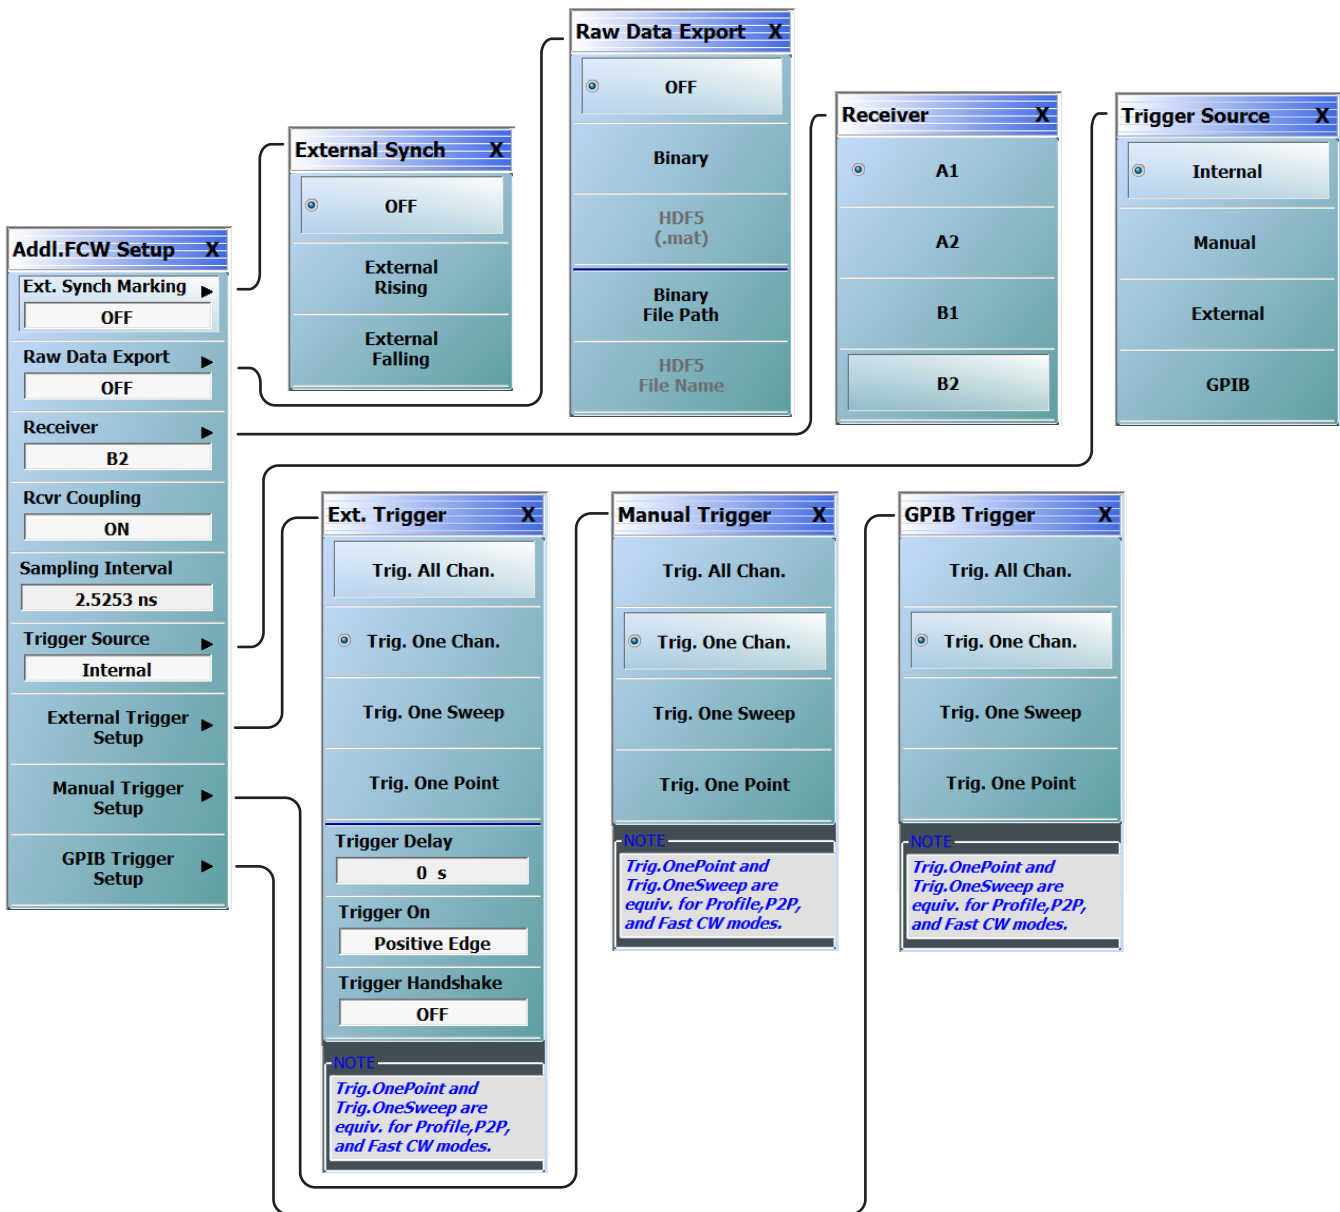 Addl.FCW Setup X
Ext. Synch Marking
OFF
Raw Data Export
OFF
Receiver
B2
Rcvr Coupling
ON
Sampling Interval
2.5253 ns
Trigger Source
Internal
External Trigger
Setup
Manual Trigger
Setup
GPIB Trigger
Setup
External Synch X
OFF
External
Rising
External
Falling
Raw Data Export X
OFF
Binary
HDF5
(.mat)
Binary
File Path
HDF5
File Name
Receiver X
A1
A2
B1
B2
Trigger Source X
Internal
Manual
External
GPIB
Ext. Trigger X
Trig. All Chan.
Trig. One Chan.
Trig. One Sweep
Trig. One Point
Trigger Delay
0 s
Trigger On
Positive Edge
Trigger Handshake
OFF
NOTE
Trig.OnePoint and
Trig.OneSweep are
equiv. for Profile,P2P,
and Fast CW modes.
Manual Trigger X
Trig. All Chan.
Trig. One Chan.
Trig. One Sweep
Trig. One Point
NOTE
Trig.OnePoint and
Trig.OneSweep are
equiv. for Profile,P2P,
and Fast CW modes.
GPIB Trigger X
Trig. All Chan.
Trig. One Chan.
Trig. One Sweep
Trig. One Point
NOTE
Trig.OnePoint and
Trig.OneSweep are
equiv. for Profile,P2P,
and Fast CW modes.